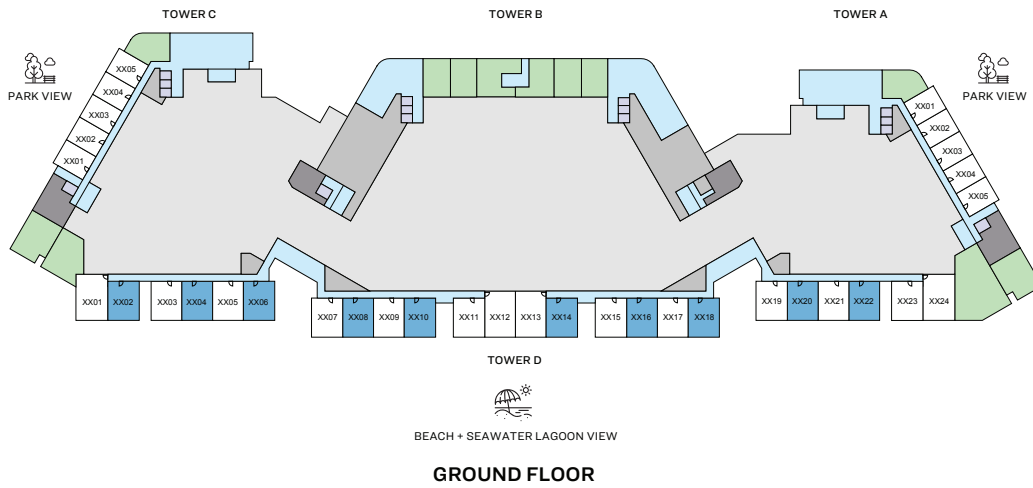 TOWER C
TOWER B
TOWER A
PARK VIEW
PARK VIEW
XX05
XX04
XX03
XX02
XX01
XX01
XX02
XX03
XX04
XX05
XX01
XX02
XX03
XX04
XX05
XX06
XX07
XX08
XX09
XX10
XX11
XX12
XX13
XX14
XX15
XX16
XX17
XX18
XX19
XX20
XX21
XX22
XX23
XX24
TOWER D
BEACH + SEAWATER LAGOON VIEW
GROUND FLOOR